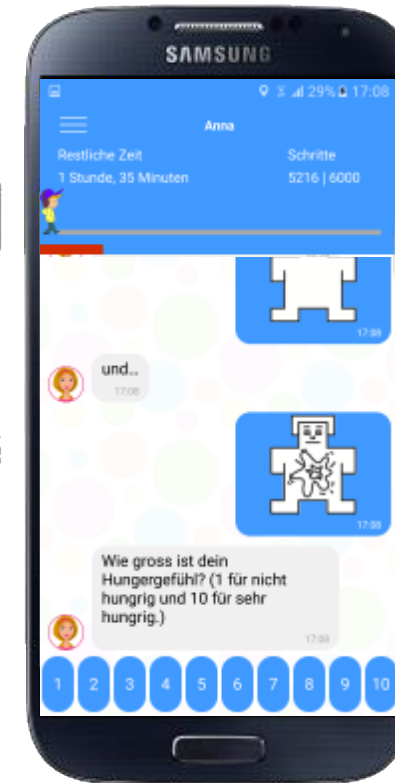 SAMSUNG
29% 17:08
Anna
Restliche Zeit
Schritte
1 Stunde, 35 Minuten
5216 | 6000
17:08
und..
17:08
17:08
Wie gross ist dein
Hungergefühl? (1 für nicht
hungrig und 10 für sehr
hungrig.)
17:08
1 2 3 4 5 6 7 8 9 10